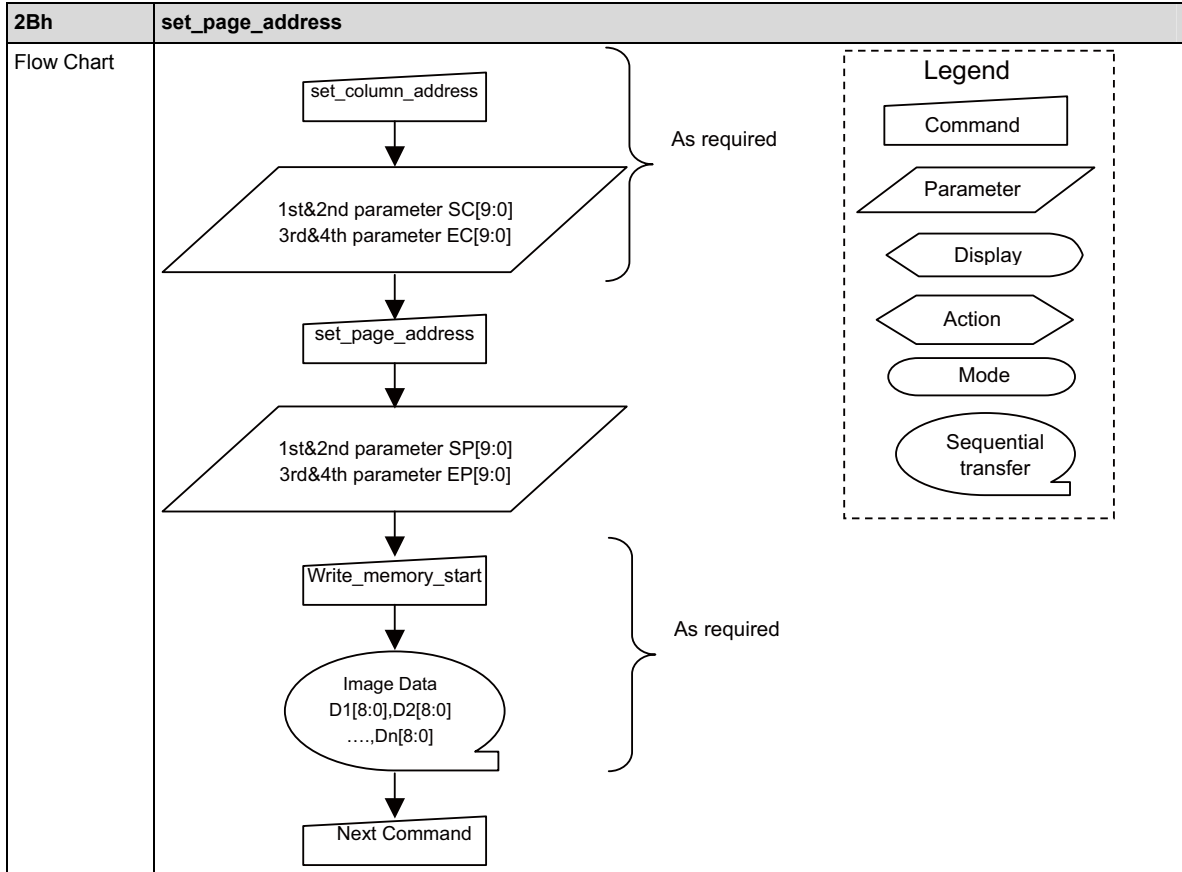 2Bh set_page_address
Flow Chart
set_column_address
1st&2nd parameter SC[9:0]
3rd&4th parameter EC[9:0]
As required
set_page_address
1st&2nd parameter SP[9:0]
3rd&4th parameter EP[9:0]
Write_memory_start
Image Data
D1[8:0],D2[8:0]
....,Dn[8:0]
As required
Next Command
Legend
Command
Parameter
Display
Action
Mode
Sequential
transfer